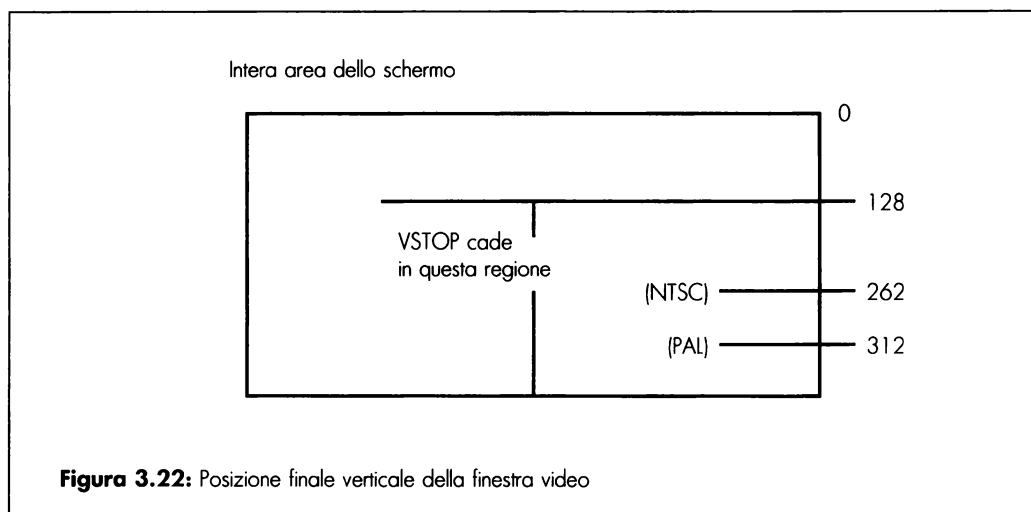 Intera area dello schermo
0
128
VSTOP cade
in questa regione
(NTSC) 262
(PAL) 312
Figura 3.22: Posizione finale verticale della finestra video